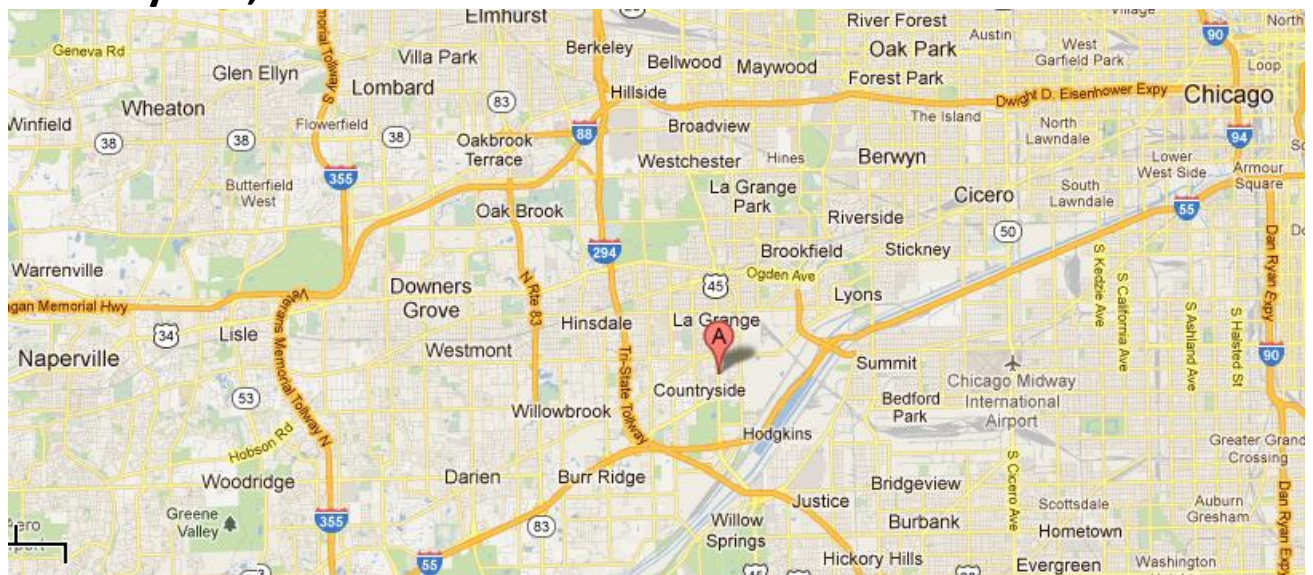 Elmhurst
River Forest
Village
North
Geneva Rd
Villa Park
Berkeley
Oak Park
Austin
90
West
Garfield Park
Loop
Glen Ellyn
Lombard
Bellwood
Maywood
Forest Park
Wheaton
83
Hillside
Dwight D. Eisenhower Expy
Chicago
Winfield
Flowerfield
88
Broadview
The Island
North
Lawndale
94
38
38
38
Oakbrook
Terrace
Westchester
Hines
Berwyn
Lower
West Side
Armour
Square
355
Butterfield
West
La Grange
Park
Cicero
South
Lawndale
Oak Brook
Riverside
55
294
Brookfield
Stickney
50
Warrenville
N Rte 83
45
Ogden Ave
S Kedzie Ave
S California Ave
Dan Ryan Expy
Memorial Hwy
Downers
Grove
Lyons
S Ashland Ave
S Halsted St
Veterans Memorial Tollway N
34
Lisle
Hinsdale
La Grange
A
Naperville
Westmont
Tri-State Tollway
Summit
90
Countryside
Chicago Midway
International
Airport
53
Willowbrook
Bedford
Park
Hobson Rd
Hodgkins
Greater Grand
Crossing
Woodridge
Darien
Burr Ridge
Bridgeview
S Cicero Ave
Dan Ryan Exp
Greene
Valley
355
83
Justice
Scottsdale
Auburn
Gresham
Willow
Springs
Burbank
Hometown
55
Hickory Hills
Evergreen
Washington
45